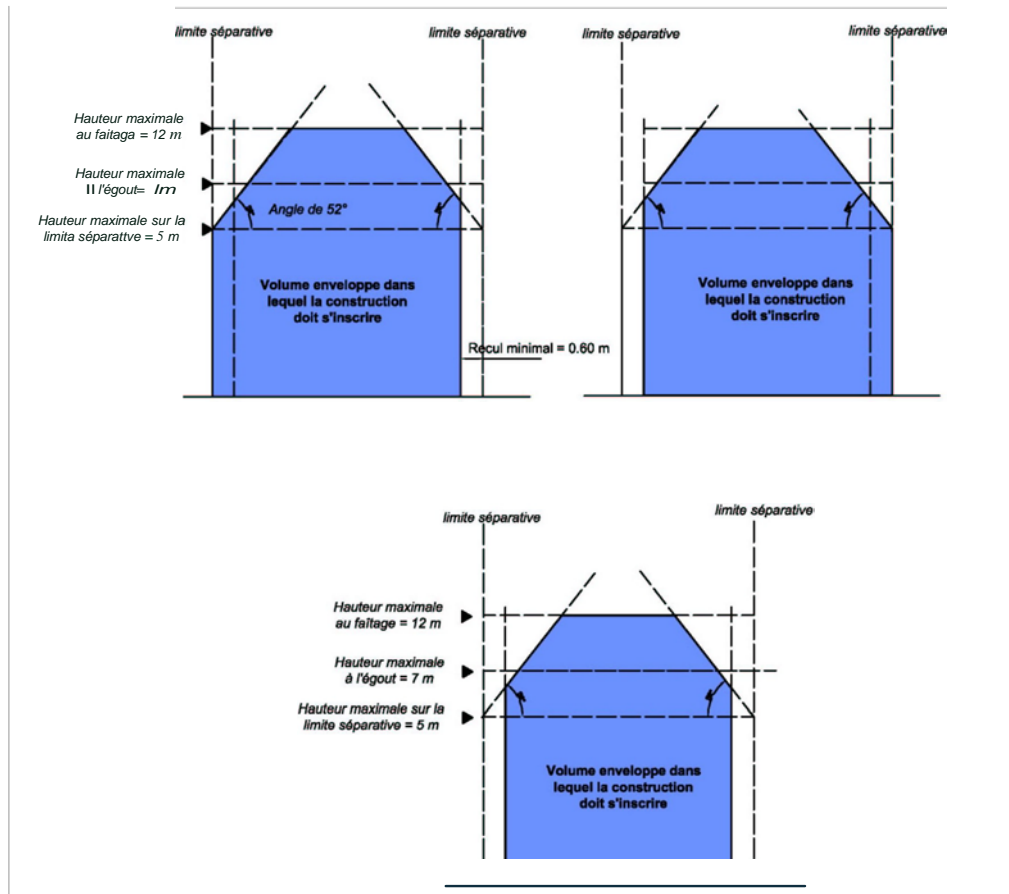 limite séparative
limite séparative
limite séparative
limite séparative
Hauteur maximale
au faitaga = 12 m
Hauteur maximale
II l'égout= Im
Angle de 52°
Hauteur maximale sur la
limita séparattve = 5 m
Volume enveloppe dans
lequel la construction
doit s'inscrire
Volume enveloppe dans
lequel la construction
doit s'inscrire
Recul minimal = 0.60 m
limite séparative
limite séparative
Hauteur maximale
au faîtage = 12 m
Hauteur maximale
à l'égout = 7 m
Hauteur maximale sur la
limite séparative = 5 m
Volume enveloppe dans
lequel la construction
doit s'inscrire